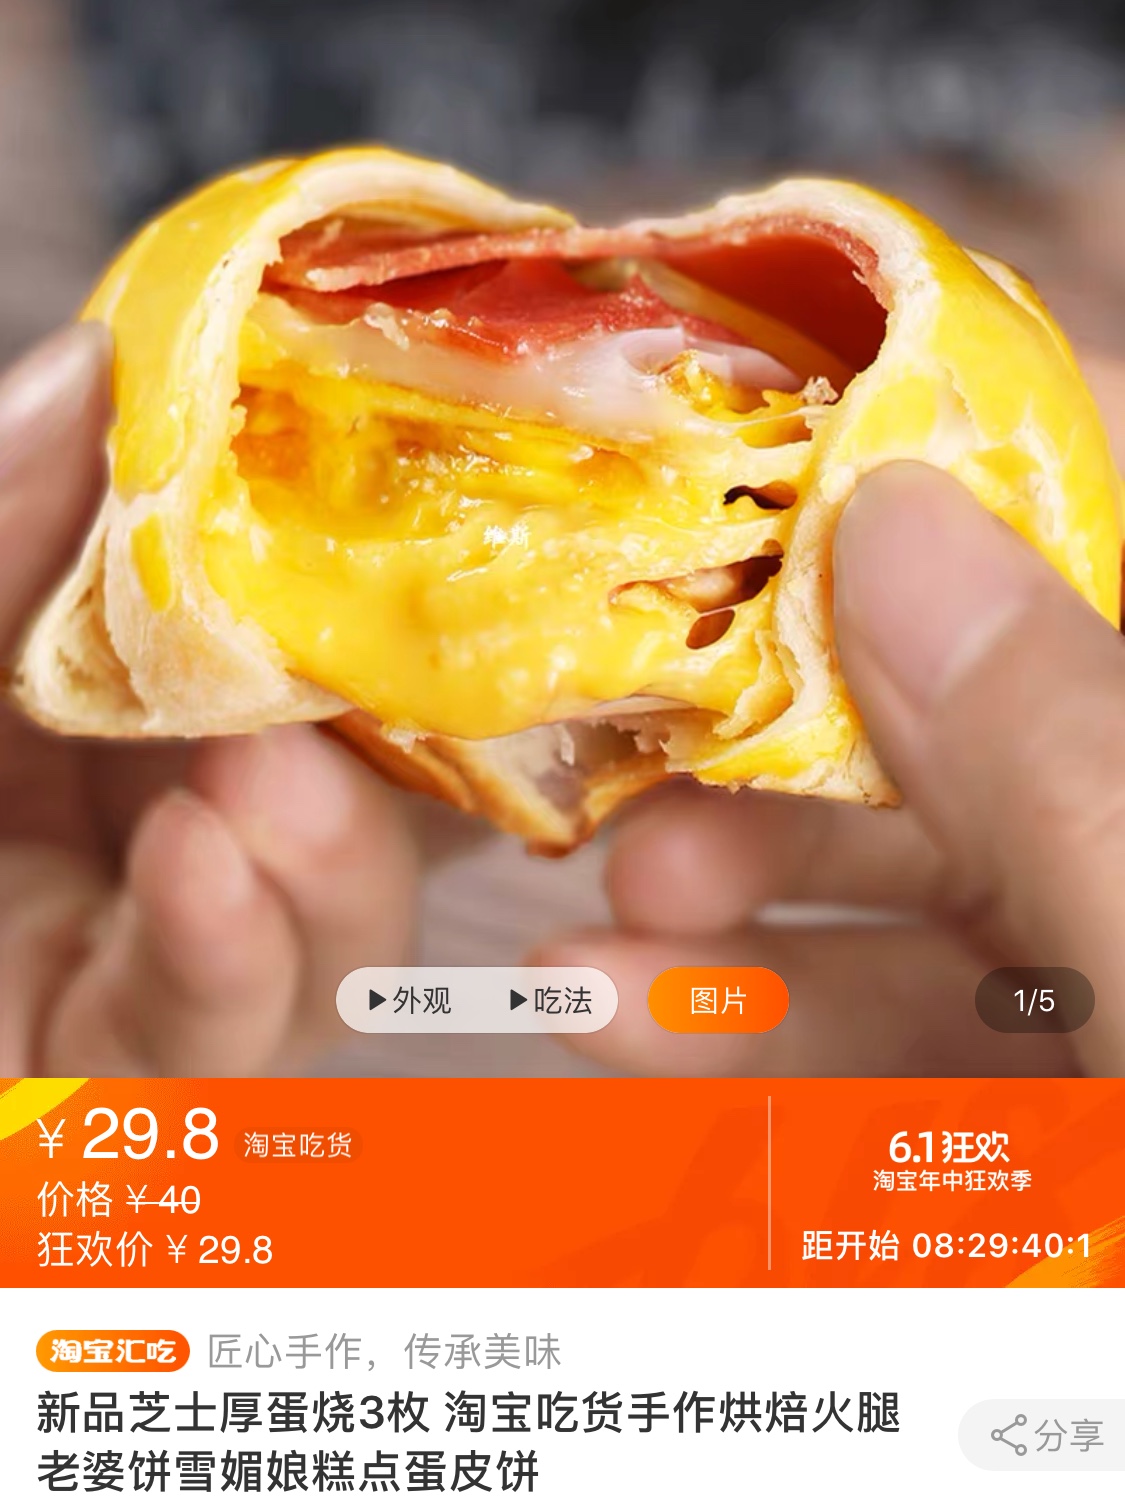 维斯
▶外观 ▶吃法 图片 1/5
¥ 29.8 淘宝吃货
价格 ¥ 40
狂欢价 ¥ 29.8
6.1狂欢
淘宝年中狂欢季
距开始 08:29:40:1
淘宝汇吃 匠心手作，传承美味
新品芝士厚蛋烧3枚 淘宝吃货手作烘焙火腿
老婆饼雪媚娘糕点蛋皮饼
分享